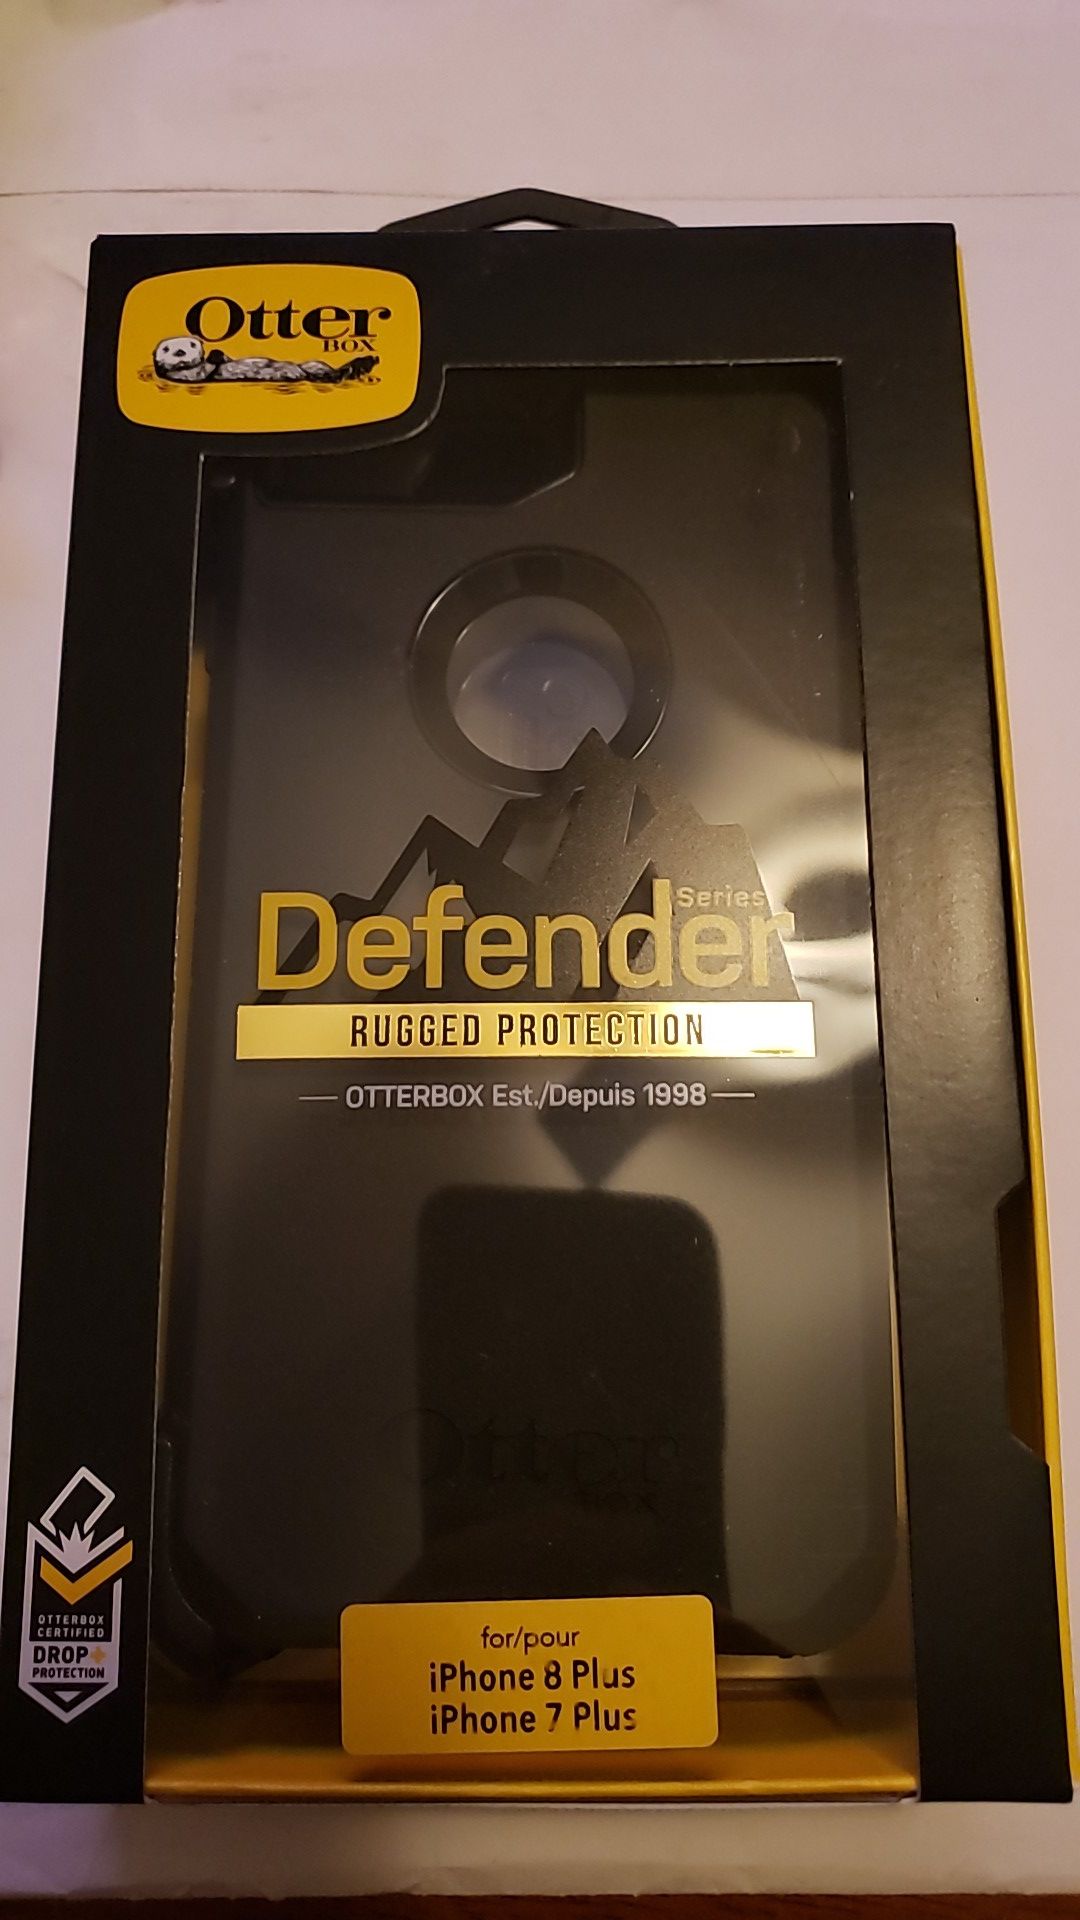 Otter
BOX
Defender Series
RUGGED PROTECTION
OTTERBOX Est./Depuis 1998
Otter
BOX
OTTERBOX
CERTIFIED
DROP+
PROTECTION
for/pour
iPhone 8 Plus
iPhone 7 Plus